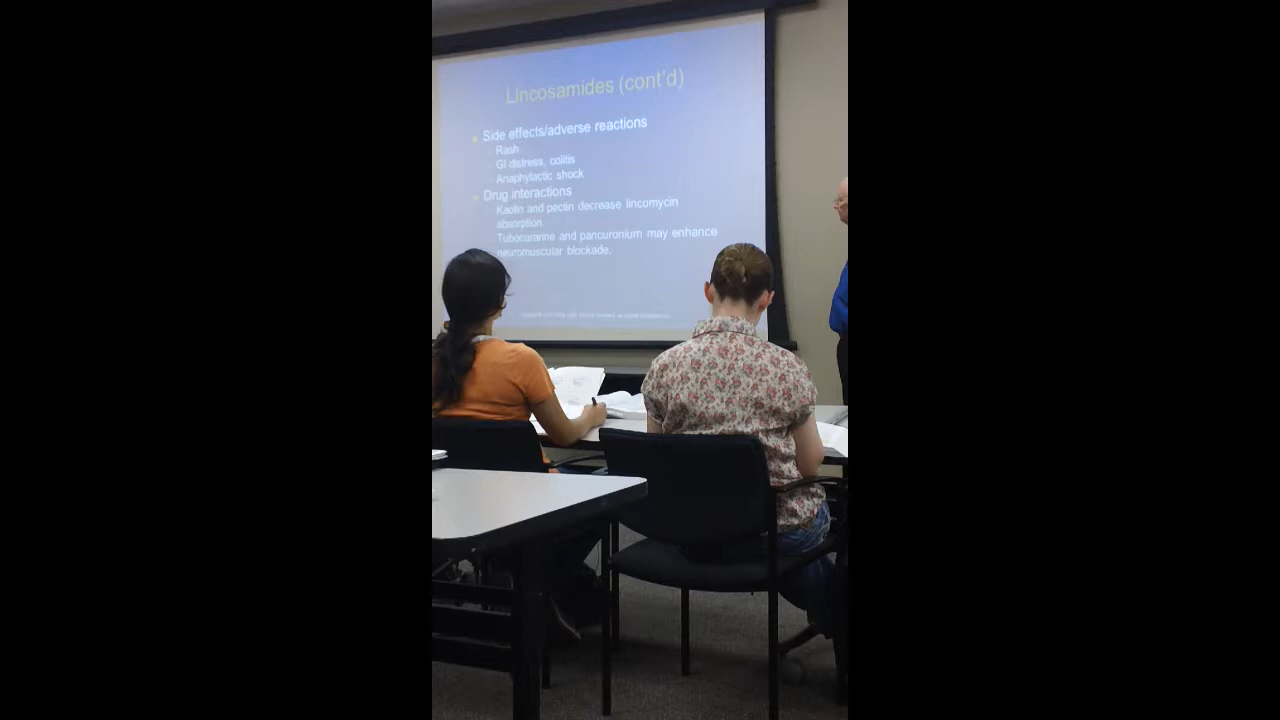 Lincosamides (cont'd)
Side effects/adverse reactions
Rash
GI distress, colitis
Anaphylactic shock
Drug interactions
Kaolin and pectin decrease lincomycin
absorption.
Tubocurarine and pancuronium may enhance
neuromuscular blockade.